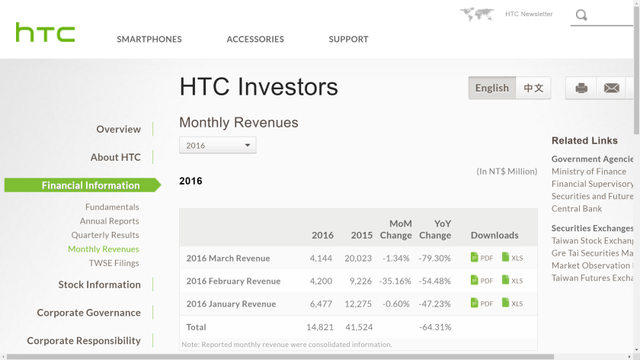 htc
SMARTPHONES ACCESSORIES SUPPORT
HTC Newsletter
HTC Investors
English 中文
Monthly Revenues
2016
(In NT$ Million)
2016
2016 2015 MoM Change YoY Change Downloads
2016 March Revenue 4,144 20,023 -1.34% -79.30% PDF XLS
2016 February Revenue 4,200 9,226 -35.16% -54.48% PDF XLS
2016 January Revenue 6,477 12,275 -0.60% -47.23% PDF XLS
Total 14,821 41,524 -64.31%
Note: Reported monthly revenue were consolidated information.
Overview
About HTC
Financial Information
Fundamentals
Annual Reports
Quarterly Results
Monthly Revenues
TWSE Filings
Stock Information
Corporate Governance
Corporate Responsibility
Related Links
Government Agencie
Ministry of Finance
Financial Supervisory
Securities and Future
Central Bank
Securities Exchanges
Taiwan Stock Exchan
Gre Tai Securities Ma
Market Observation
Taiwan Futures Excha